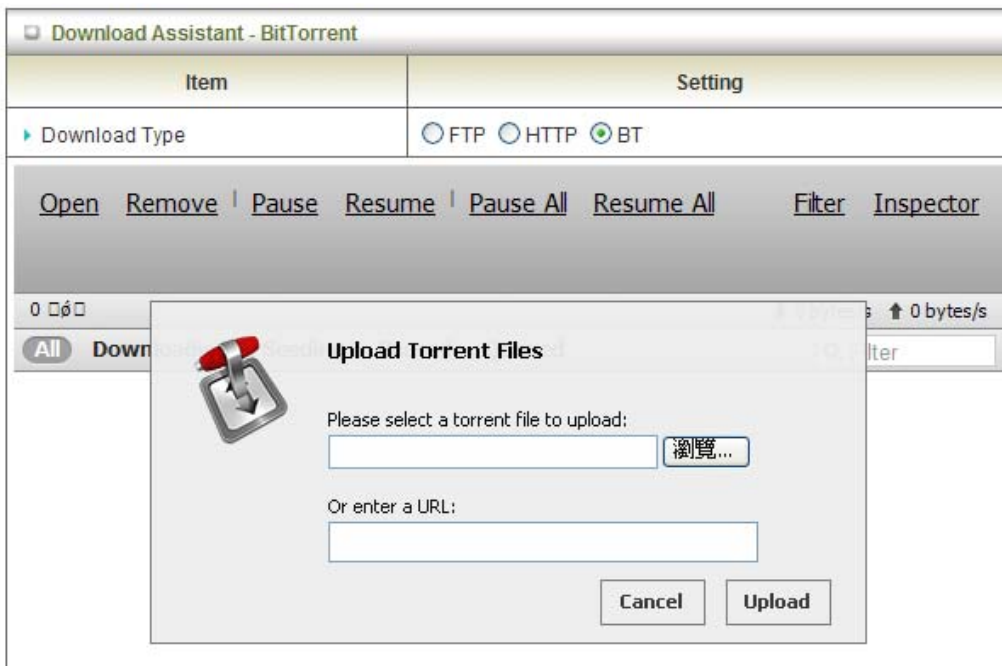 Download Assistant - BitTorrent
Item Setting
Download Type FTP HTTP BT
Open Remove Pause Resume Pause All Resume All Filter Inspector
0 0 bytes/s
All Down Filter
Upload Torrent Files
Please select a torrent file to upload:
瀏覽...
Or enter a URL:
Cancel Upload